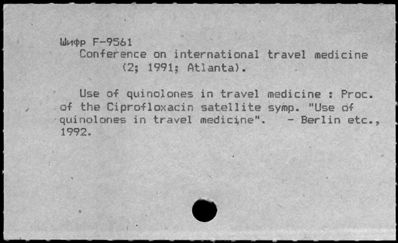 Шифр F-9561
Conference on international travel medicine
(2; 1991; Atlanta).
Use of quinolones in travel medicine : Proc.
of the Ciprofloxacin satellite symp. "Use of
quinolones in travel medicine". - Berlin etc.,
1992.